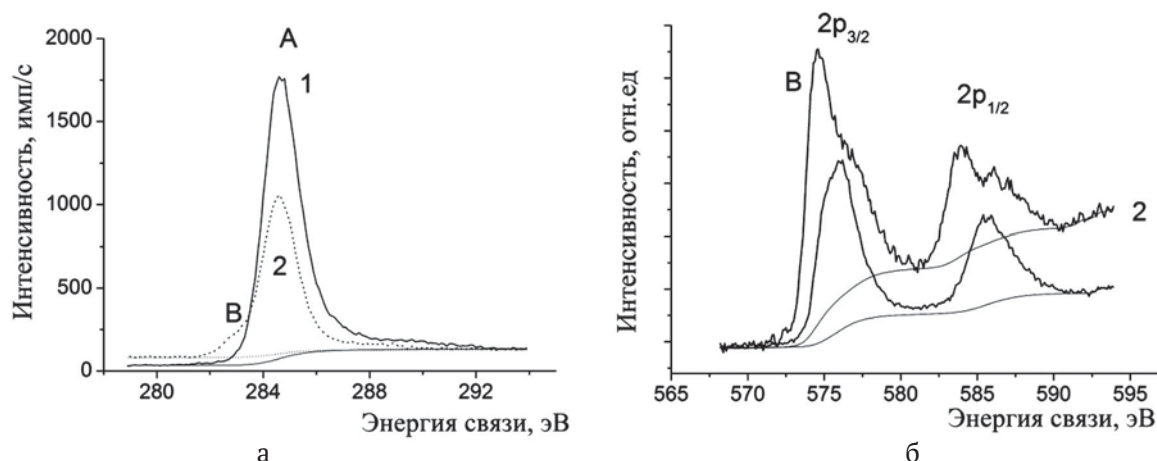 2000
1500
1000
500
0
Интенсивность, имп/с
A
1
2
B
280
284
288
292
Энергия связи, эВ
а
Интенсивность, отн.ед
2p3/2
B
2p1/2
2
565
570
575
580
585
590
595
Энергия связи, эВ
б